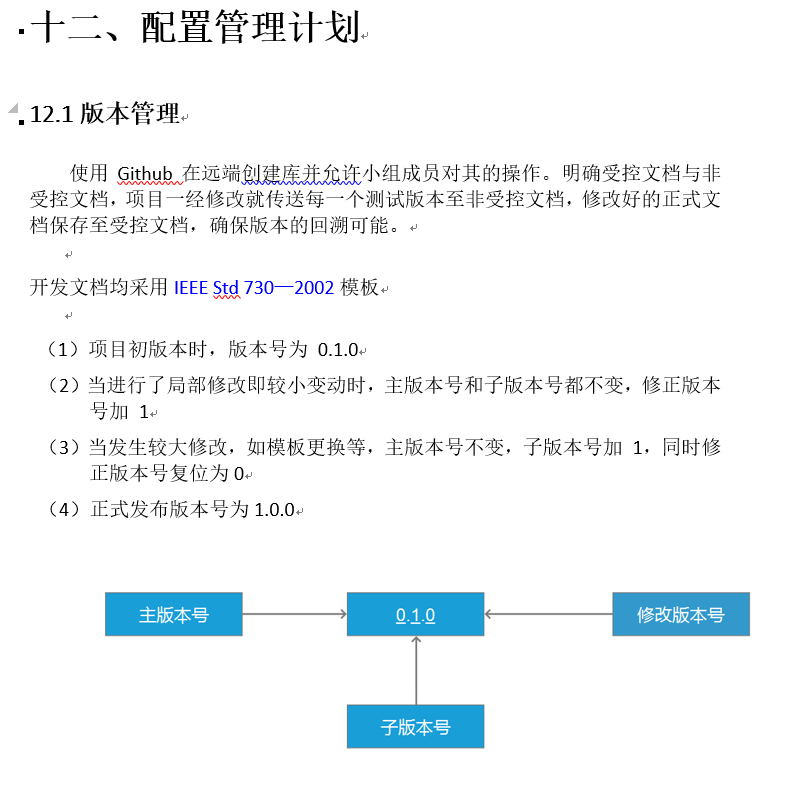 十二、配置管理计划
12.1 版本管理
使用 Github 在远端创建库并允许小组成员对其的操作。明确受控文档与非
受控文档，项目一经修改就传送每一个测试版本至非受控文档，修改好的正式文
档保存至受控文档，确保版本的回溯可能。
开发文档均采用 IEEE Std 730—2002 模板
（1）项目初版本时，版本号为 0.1.0
（2）当进行了局部修改即较小变动时，主版本号和子版本号都不变，修正版本
号加 1
（3）当发生较大修改，如模板更换等，主版本号不变，子版本号加 1，同时修
正版本号复位为 0
（4）正式发布版本号为 1.0.0
主版本号
0.1.0
修改版本号
子版本号